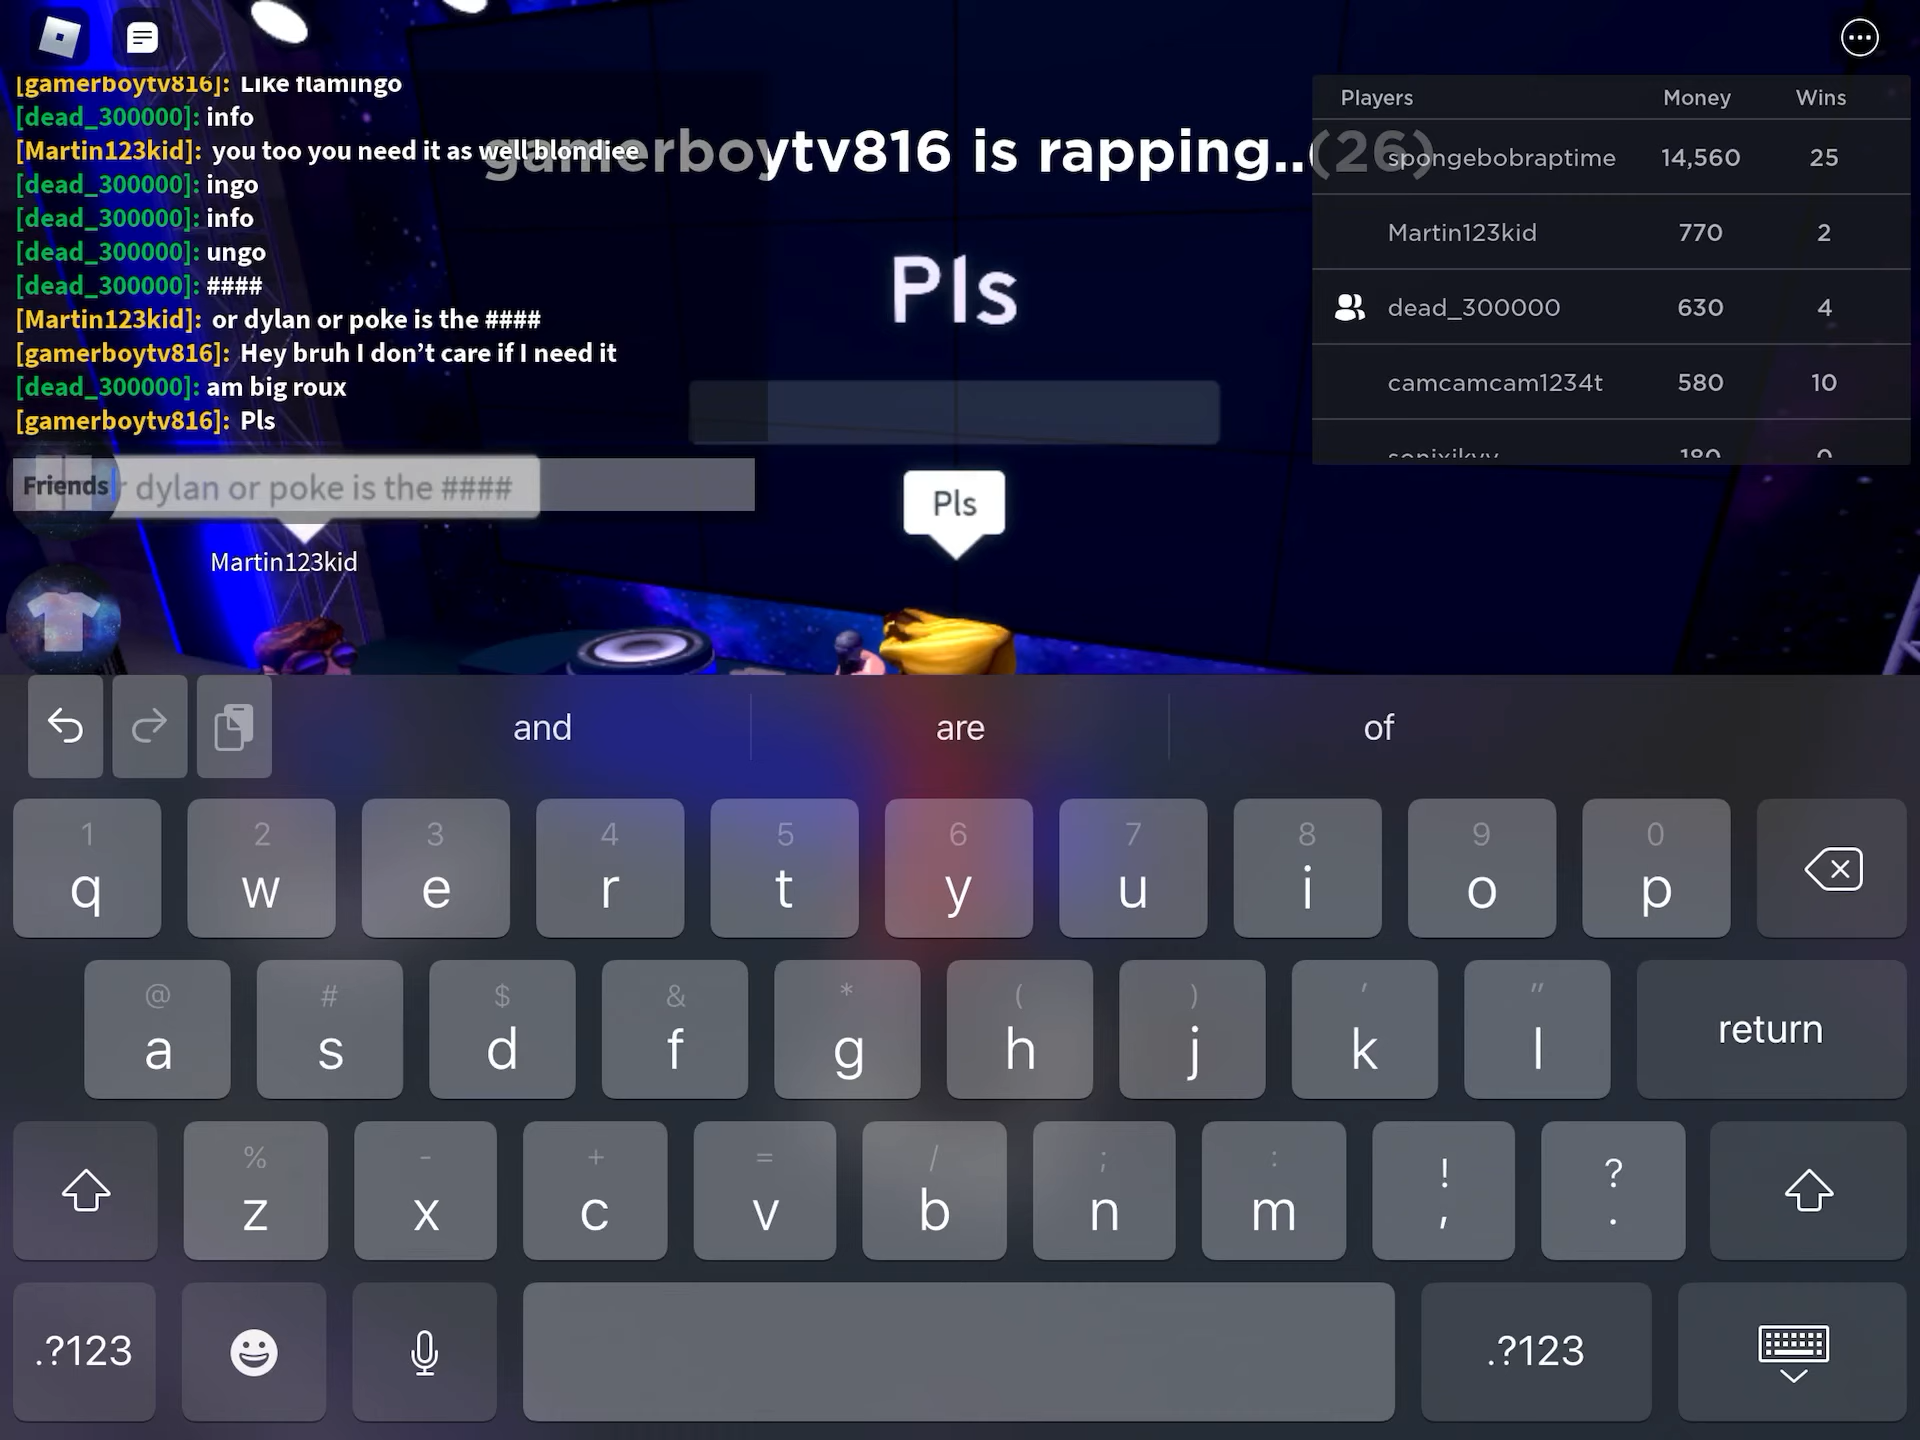 [gamerboytv816]: Like flamingo
[dead_300000]: info
[Martin123kid]: you too you need it as well blondiee
[dead_300000]: ingo
[dead_300000]: info
[dead_300000]: ungo
[dead_300000]: ####
[Martin123kid]: or dylan or poke is the ####
[gamerboytv816]: Hey bruh I don't care if I need it
[dead_300000]: am big roux
[gamerboytv816]: Pls
gamerboytv816 is rapping..(26)
Pls
Players Money Wins
spongebobraptime 14,560 25
Martin123kid 770 2
dead_300000 630 4
camcamcam1234t 580 10
180 0
Friends
r dylan or poke is the ####
Pls
Martin123kid
and are of
1 2 3 4 5 6 7 8 9 0
q w e r t y u i o p
@ # $ & * ( ) ' "
a s d f g h j k l return
% - + = / ; : ! ?
z x c v b n m , .
.?123 .?123